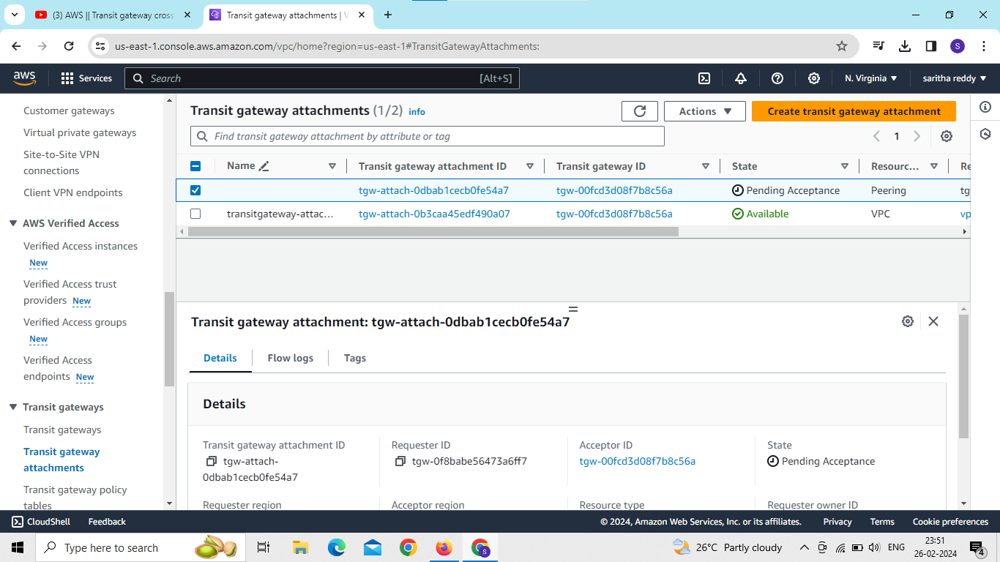 (3) AWS || Transit gateway cross
Transit gateway attachments | V
us-east-1.console.aws.amazon.com/vpc/home?region=us-east-1#TransitGatewayAttachments:
S
aws
Services
Search
[Alt+S]
N. Virginia
saritha reddy
Customer gateways
Virtual private gateways
Site-to-Site VPN
connections
Client VPN endpoints
AWS Verified Access
Verified Access instances
New
Verified Access trust
providers New
Verified Access groups
New
Verified Access
endpoints New
Transit gateways
Transit gateways
Transit gateway
attachments
Transit gateway policy
tables
Transit gateway attachments (1/2) info
Actions
Create transit gateway attachment
Find transit gateway attachment by attribute or tag
1
Name Transit gateway attachment ID Transit gateway ID State Resourc... Re
tgw-attach-0dbab1cecb0fe54a7 tgw-00fcd3d08f7b8c56a Pending Acceptance Peering tg
transitgateway-attac... tgw-attach-0b3caa45edf490a07 tgw-00fcd3d08f7b8c56a Available VPC vp
Transit gateway attachment: tgw-attach-0dbab1cecb0fe54a7
Details Flow logs Tags
Details
Transit gateway attachment ID
tgw-attach-
0dbab1cecb0fe54a7
Requester ID
tgw-0f8babe56473a6ff7
Acceptor ID
tgw-00fcd3d08f7b8c56a
State
Pending Acceptance
Requester region
Acceptor region
Resource type
Requester owner ID
CloudShell Feedback
© 2024, Amazon Web Services, Inc. or its affiliates. Privacy Terms Cookie preferences
Type here to search
S
26°C Partly cloudy
ENG
23:51
26-02-2024
4